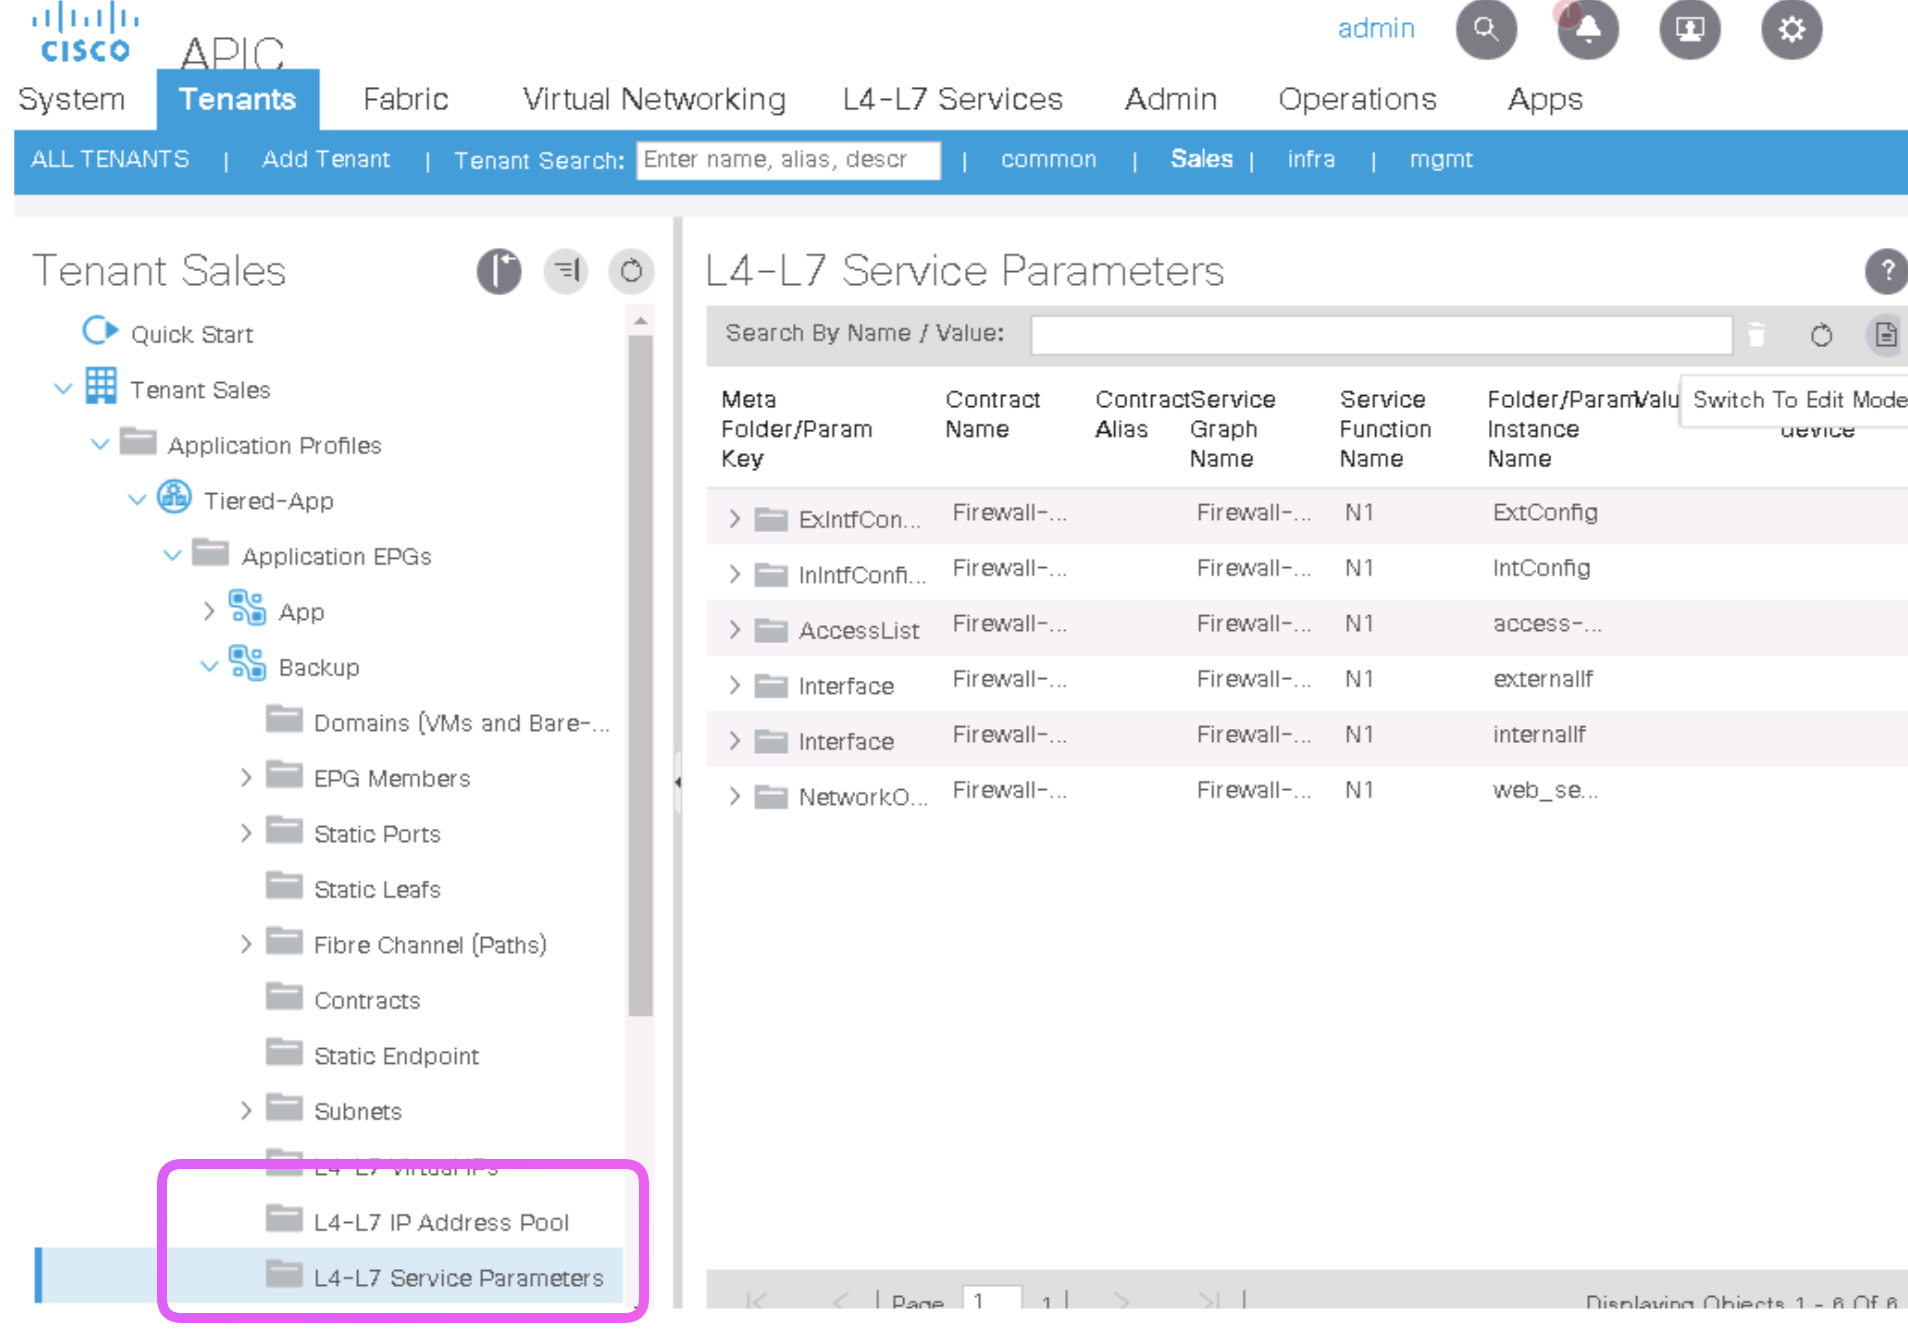 CISCO APIC
admin
1
System Tenants Fabric Virtual Networking L4-L7 Services Admin Operations Apps
ALL TENANTS | Add Tenant | Tenant Search: Enter name, alias, descr | common | Sales | infra | mgmt
Tenant Sales
Quick Start
Tenant Sales
Application Profiles
Tiered-App
Application EPGs
App
Backup
Domains (VMs and Bare-...
EPG Members
Static Ports
Static Leafs
Fibre Channel (Paths)
Contracts
Static Endpoint
Subnets
L4-L7 Virtual IPs
L4-L7 IP Address Pool
L4-L7 Service Parameters
L4-L7 Service Parameters
?
Search By Name / Value:
Switch To Edit Mode
Meta Contract Contract Service Service Folder/Param Valu
Folder/Param Name Alias Graph Function Instance device
Key Name Name Name
ExIntfCon... Firewall-... Firewall-... N1 ExtConfig
InIntfConfi... Firewall-... Firewall-... N1 IntConfig
AccessList Firewall-... Firewall-... N1 access-...
Interface Firewall-... Firewall-... N1 externalIf
Interface Firewall-... Firewall-... N1 internalIf
NetworkO... Firewall-... Firewall-... N1 web_se...
Page 1 1 Displaying Objects 1 - 6 Of 6